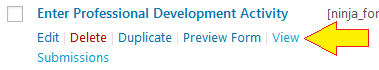 Enter Professional Development Activity [ninja_for
Edit | Delete | Duplicate | Preview Form | View
Submissions